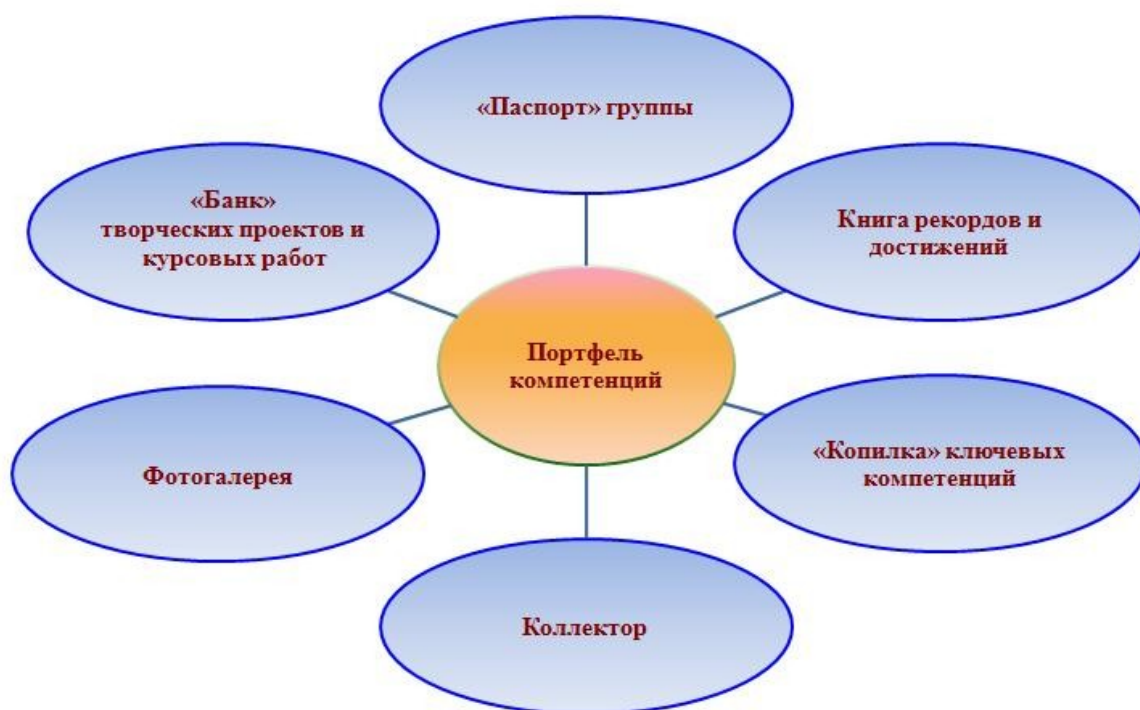 «Паспорт» группы
«Банк»
творческих проектов и
курсовых работ
Книга рекордов и
достижений
Портфель
компетенций
Фотогалерея
«Копилка» ключевых
компетенций
Коллектор